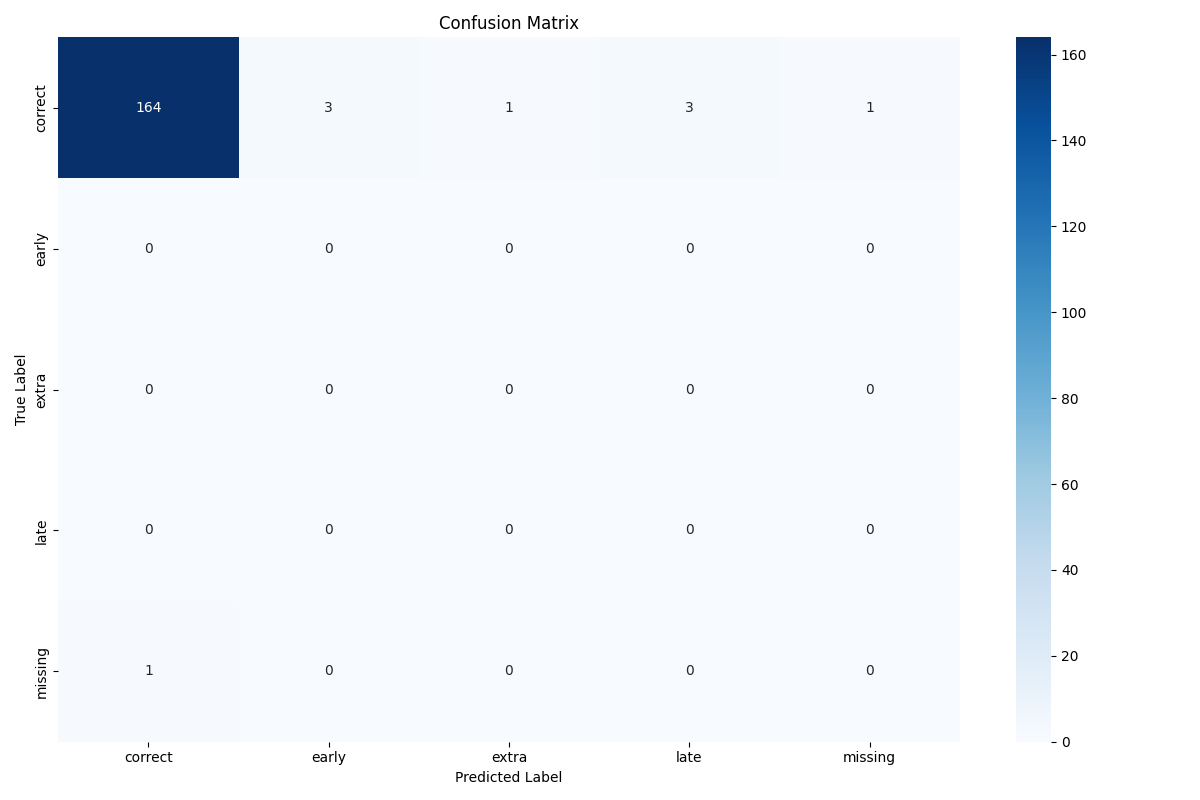 Confusion Matrix
correct 164 3 1 3 1
early 0 0 0 0 0
extra 0 0 0 0 0
late 0 0 0 0 0
missing 1 0 0 0 0
True Label
correct early extra late missing
Predicted Label
160
140
120
100
80
60
40
20
0